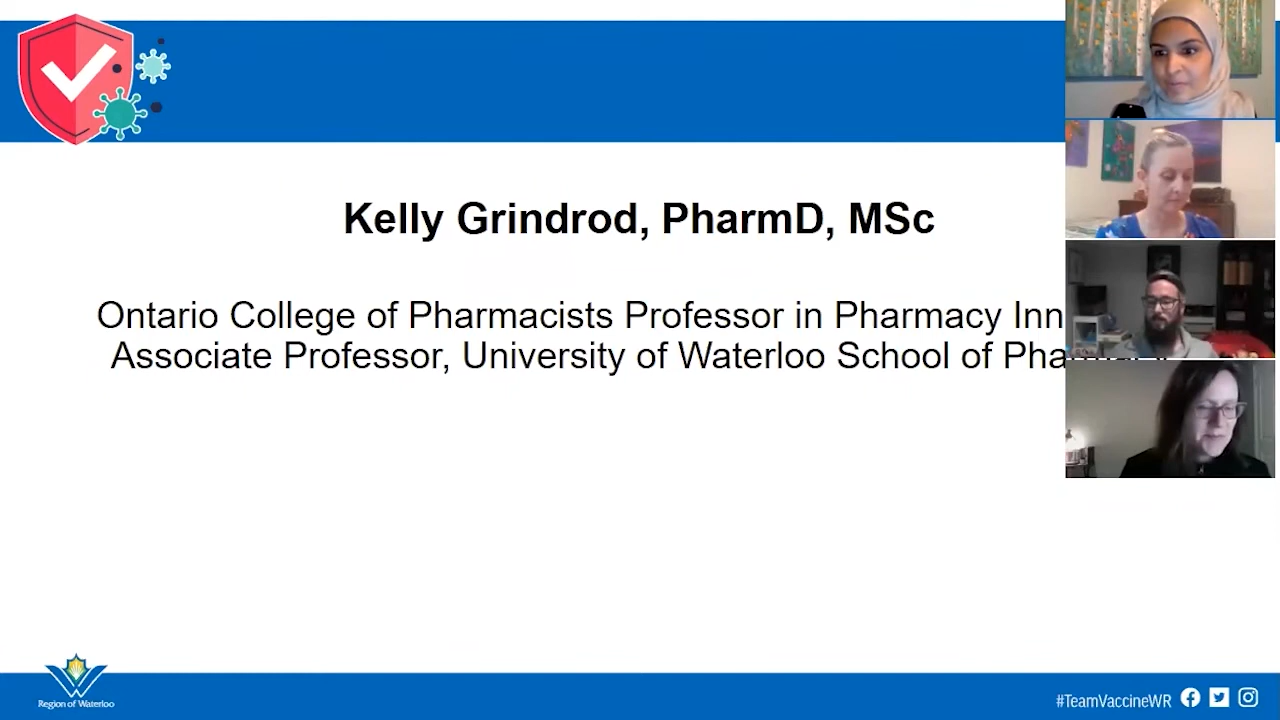 Kelly Grindrod, PharmD, MSc
Ontario College of Pharmacists Professor in Pharmacy Inn
Associate Professor, University of Waterloo School of Pha
Region of Waterloo
#TeamVaccineWR